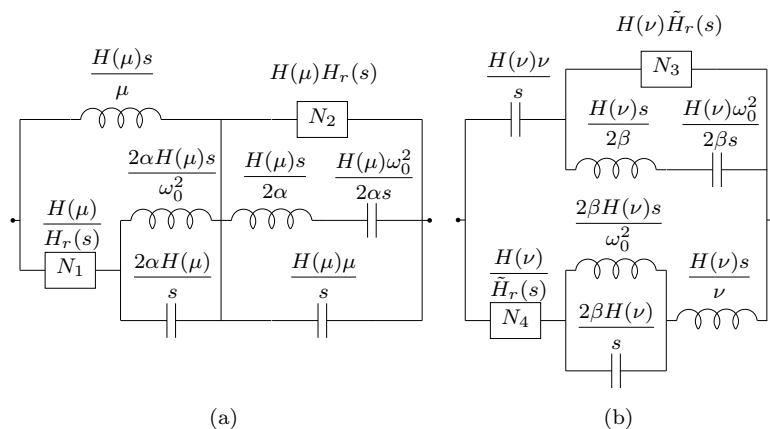 H(μ)s/μ
H(μ)H_r(s)
N_1
N_2
2αH(μ)s/ω_0^2
H(μ)s/2α
H(μ)ω_0^2/2αs
H(μ)/H_r(s)
2αH(μ)/s
H(μ)μ/s
(a)
H(ν)H̃_r(s)
H(ν)ν/s
N_3
H(ν)s/2β
H(ν)ω_0^2/2βs
2βH(ν)s/ω_0^2
H(ν)/H̃_r(s)
H(ν)s/ν
N_4
2βH(ν)/s
(b)